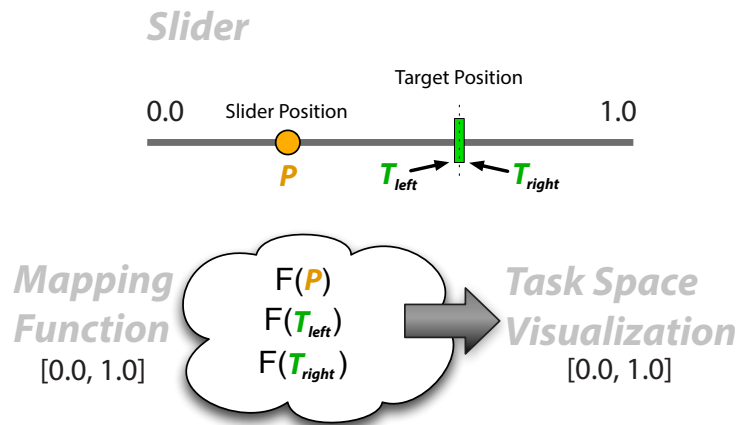 Slider
Target Position
0.0 Slider Position 1.0
P T left T right
Mapping Function
[0.0, 1.0]
F(P)
F(T left)
F(T right)
Task Space Visualization
[0.0, 1.0]